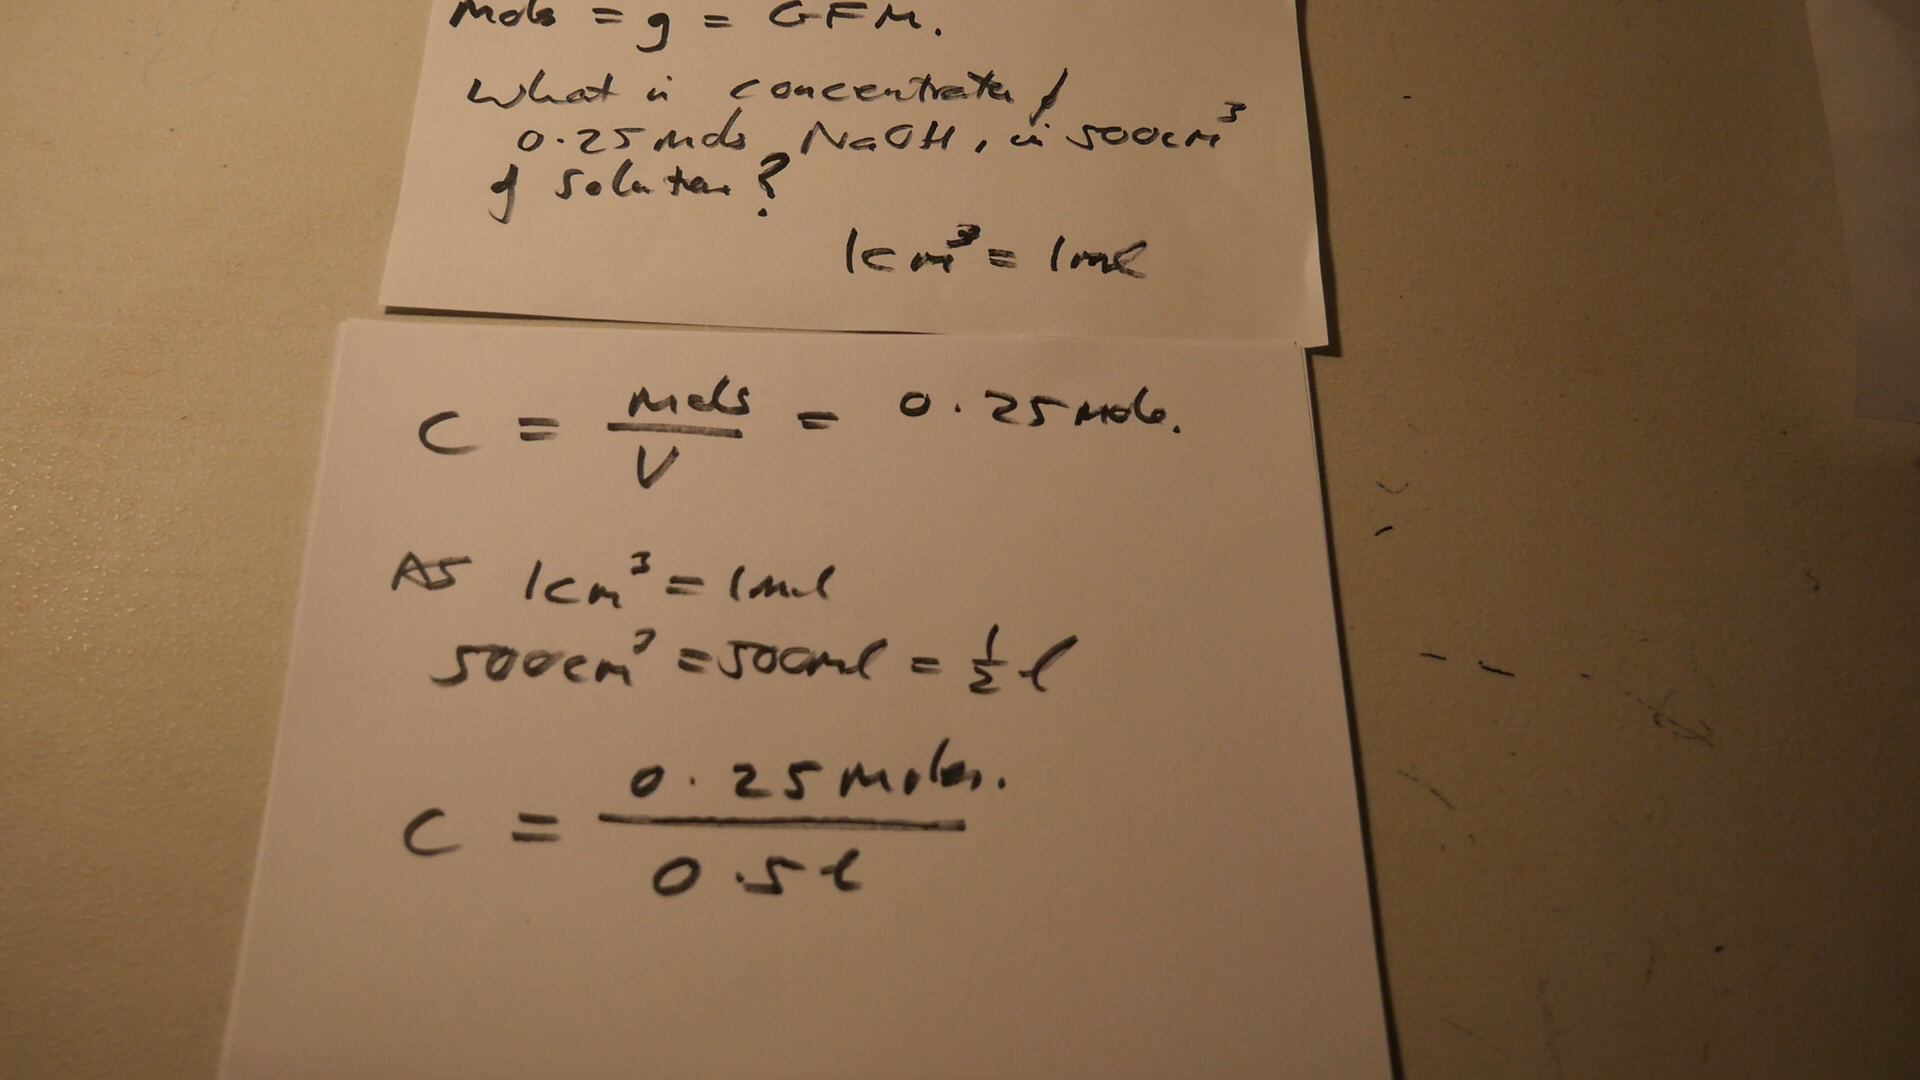 Mols = g = GFM.
What is concentration of
0.25 mols NaOH, in 500cm³
of solution?
1cm³ = 1ml
C = mols / V = 0.25 mole.
As 1cm³ = 1ml
500cm³ = 500ml = ½ l
C = 0.25 moles. / 0.5 l